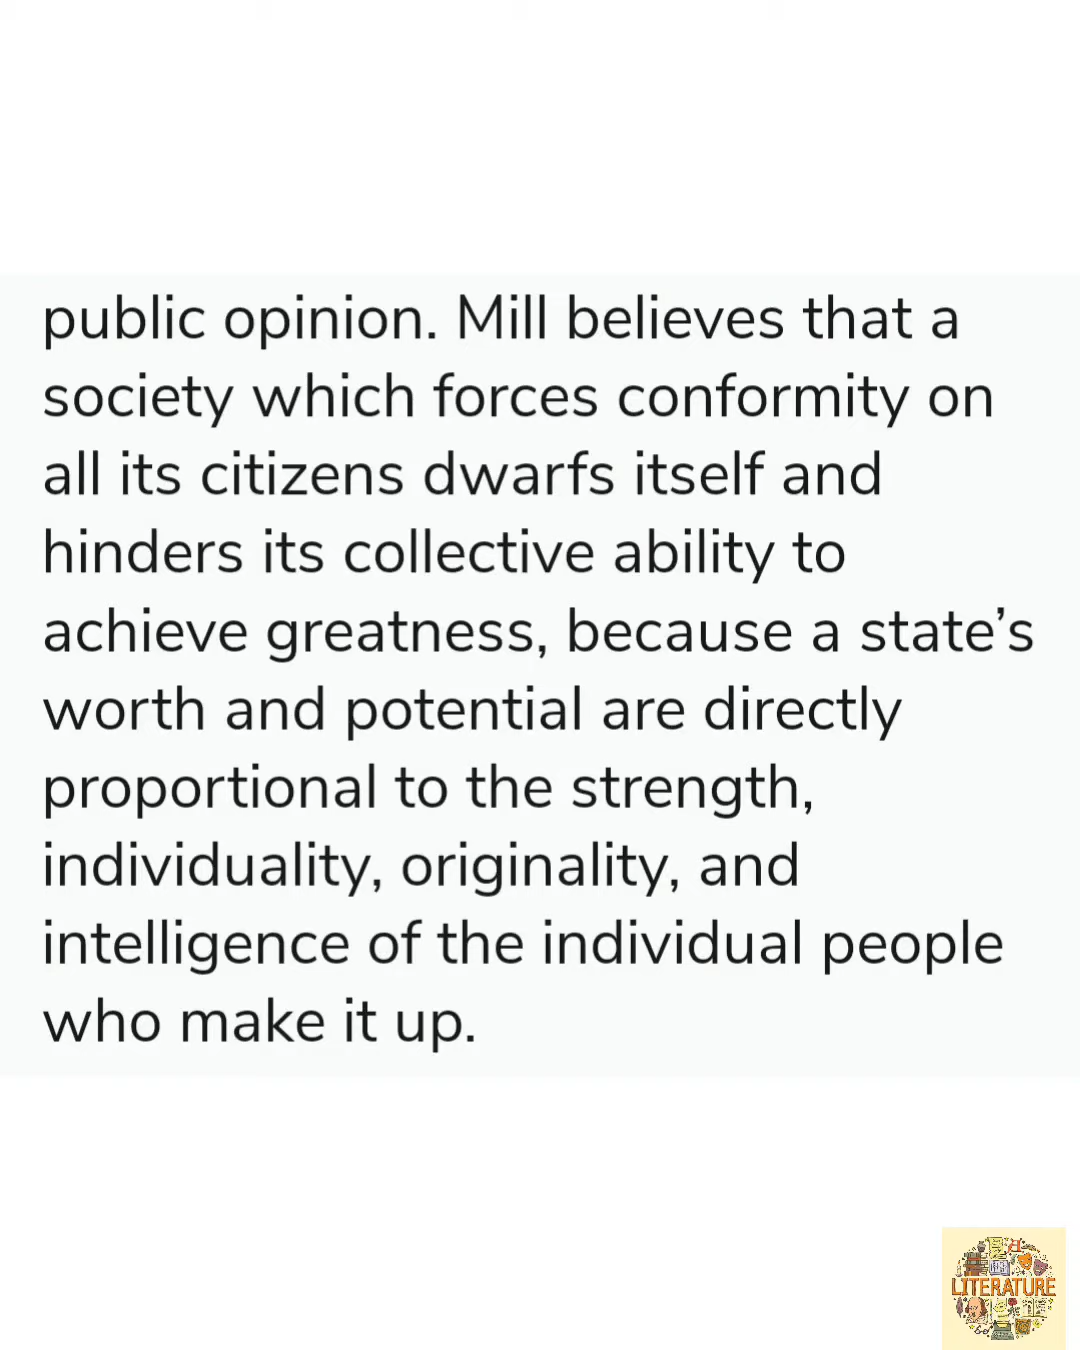 public opinion. Mill believes that a
society which forces conformity on
all its citizens dwarfs itself and
hinders its collective ability to
achieve greatness, because a state’s
worth and potential are directly
proportional to the strength,
individuality, originality, and
intelligence of the individual people
who make it up.
LITERATURE